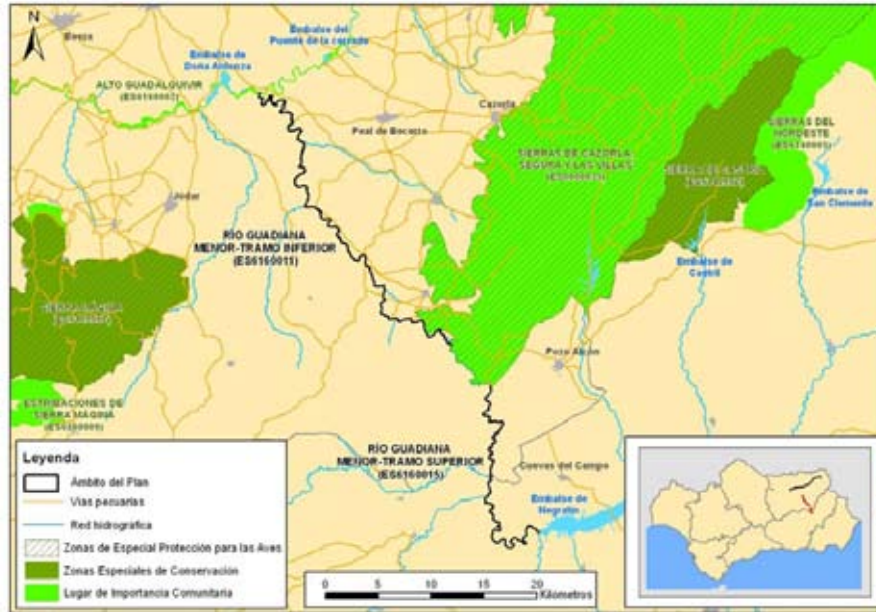 N
Embalse del
Puente de la cerrada
Embalse de
Doña Aldonza
ALTO GUADALQUIVIR
Cazorla
Peal de Becerro
Jódar
SIERRAS DEL
NORDESTE
SIERRAS DE CAZORLA,
SEGURA Y LAS VILLAS
Embalse de
San Clemente
RÍO GUADIANA
MENOR-TRAMO INFERIOR
(ES6160011)
Embalse de
Castril
SIERRA MÁGINA
Pozo Alcón
ESTRIBACIONES DE
SIERRA MÁGINA
RÍO GUADIANA
MENOR-TRAMO SUPERIOR
(ES6160015)
Cuevas del Campo
Embalse de
Negratín
Leyenda
Ámbito del Plan
Vías pecuarias
Red hidrográfica
Zonas de Especial Protección para las Aves
Zonas Especiales de Conservación
Lugar de Importancia Comunitaria
0 5 10 15 20
Kilometros